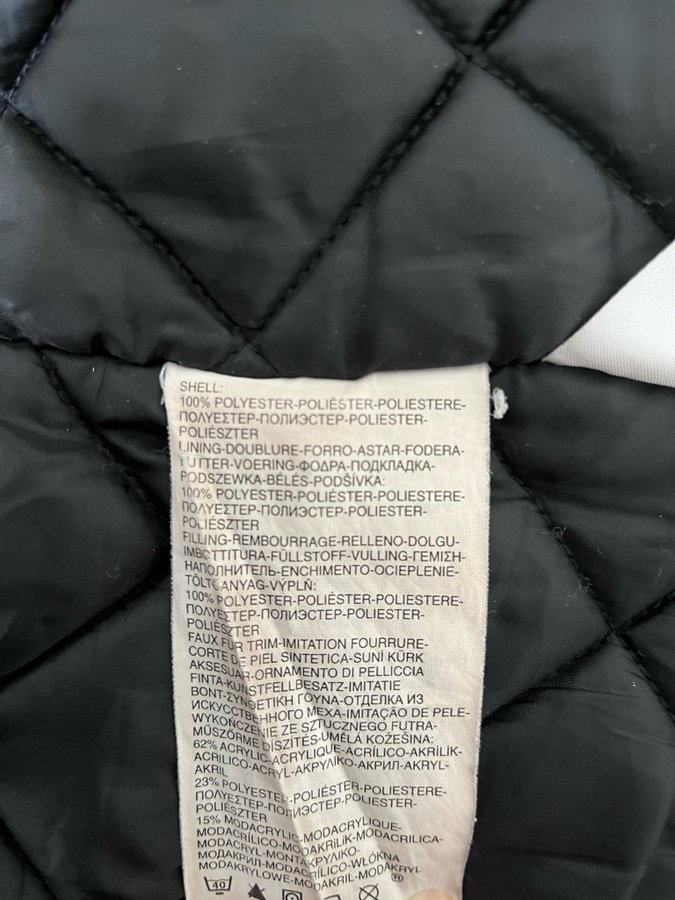 SHELL:
100% POLYESTER-POLIÉSTER-POLIESTERE-
ΠΟΛΥΕΣΤΕΡ-ПОЛИЭСТЕР-POLIESTER-
POLIÉSZTER
LINING-DOUBLURE-FORRO-ASTAR-FODERA-
FUTTER-VOERING-ΦΟΔΡΑ-ПОДКЛАДКА-
PODSZEWKA-BÉLÉS-PODŠÍVKA:
100% POLYESTER-POLIÉSTER-POLIESTERE-
ΠΟΛΥΕΣΤΕΡ-ПОЛИЭСТЕР-POLIESTER-
POLIÉSZTER
FILLING-REMBOURRAGE-RELLENO-DOLGU-
IMBOTTITURA-FÜLLSTOFF-VULLING-ΓΕΜΙΖΗ-
НАПОЛНИТЕЛЬ-ENCHIMENTO-OCIEPLENIE-
TÖLTŐANYAG-VÝPLŇ:
100% POLYESTER-POLIÉSTER-POLIESTERE-
ΠΟΛΥΕΣΤΕΡ-ПОЛИЭСТЕР-POLIESTER-
POLIÉSZTER
FAUX FUR TRIM-IMITATION FOURRURE-
CORTE DE PIEL SINTETICA-SUNİ KÜRK
AKSESUAR-ORNAMENTO DI PELLICCIA
FINTA-KUNSTFELLBESATZ-IMITATIE
BONT-ΣΥΝΘΕΤΙΚΗ ΓΟΥΝΑ-ОТДЕЛКА ИЗ
ИСКУССТВЕННОГО МЕХА-IMITAÇÃO DE PELE-
WYKOŃCZENIE ZE SZTUCZNEGO FUTRA-
MŰSZŐRME DÍSZÍTÉS-UMĚLÁ KOŽEŠINA:
62% ACRYLIC-ACRYLIQUE-ACRÍLICO-AKRİLİK-
ACRILICO-ACRYL-ΑΚΡΥΛΙΚΟ-АКРИЛ-AKRYL-
AKRIL
23% POLYESTER-POLIÉSTER-POLIESTERE-
ΠΟΛΥΕΣΤΕΡ-ПОЛИЭСТЕР-POLIESTER-
POLIÉSZTER
15% MODACRYLIC-MODACRYLIQUE-
MODACRÍLICO-MODAKRİLİK-MODACRILICA-
MODACRYL-ΜΟΝΤΑΚΡΥΛΙΚΟ-
МОДАКРИЛ-MODACRÍLICO-WŁÓKNA
MODAKRYLOWE-MODAKRIL-MODAKRYL
40